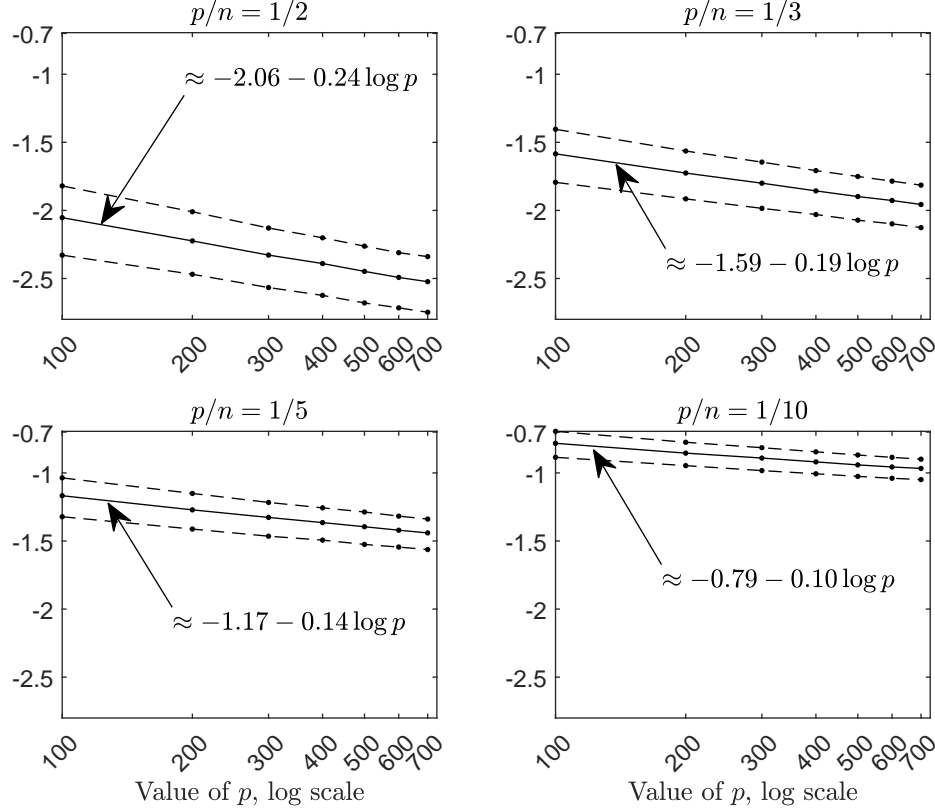 p/n = 1/2
-0.7
-1
-1.5
-2
-2.5
≈ −2.06 − 0.24 log p
100 200 300 400 500 600 700
p/n = 1/3
-0.7
-1
-1.5
-2
-2.5
≈ −1.59 − 0.19 log p
100 200 300 400 500 600 700
p/n = 1/5
-0.7
-1
-1.5
-2
-2.5
≈ −1.17 − 0.14 log p
100 200 300 400 500 600 700
Value of p, log scale
p/n = 1/10
-0.7
-1
-1.5
-2
-2.5
≈ −0.79 − 0.10 log p
100 200 300 400 500 600 700
Value of p, log scale